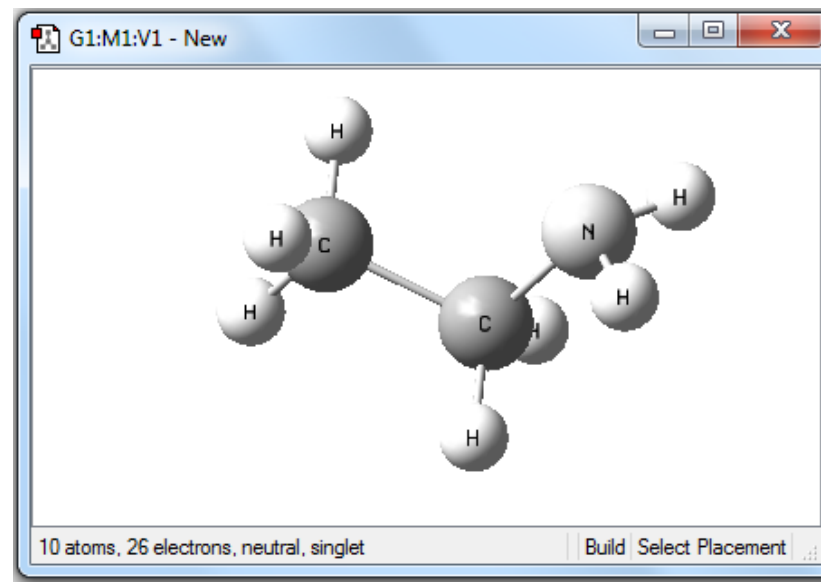 G1:M1:V1 - New
H
H
N
H
C
H
H
C
H
H
10 atoms, 26 electrons, neutral, singlet
Build
Select Placement